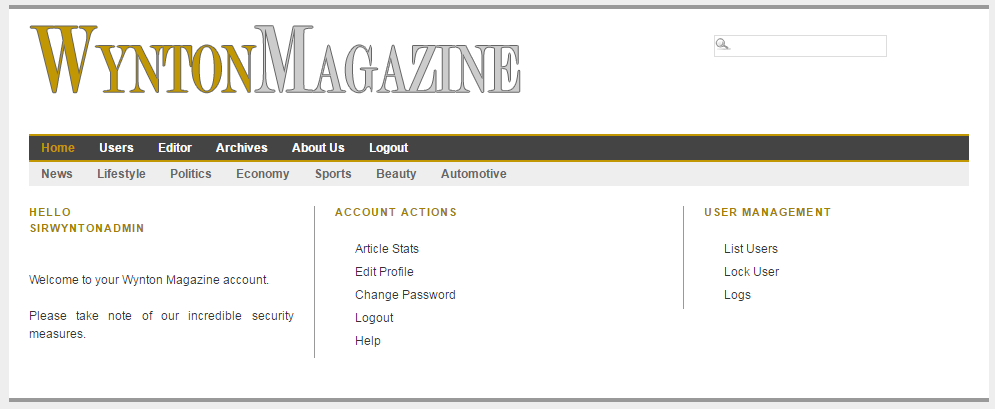 WYNTONMAGAZINE
Home Users Editor Archives About Us Logout
News Lifestyle Politics Economy Sports Beauty Automotive
HELLO
SIRWYNTONADMIN
Welcome to your Wynton Magazine account.
Please take note of our incredible security
measures.
ACCOUNT ACTIONS
Article Stats
Edit Profile
Change Password
Logout
Help
USER MANAGEMENT
List Users
Lock User
Logs